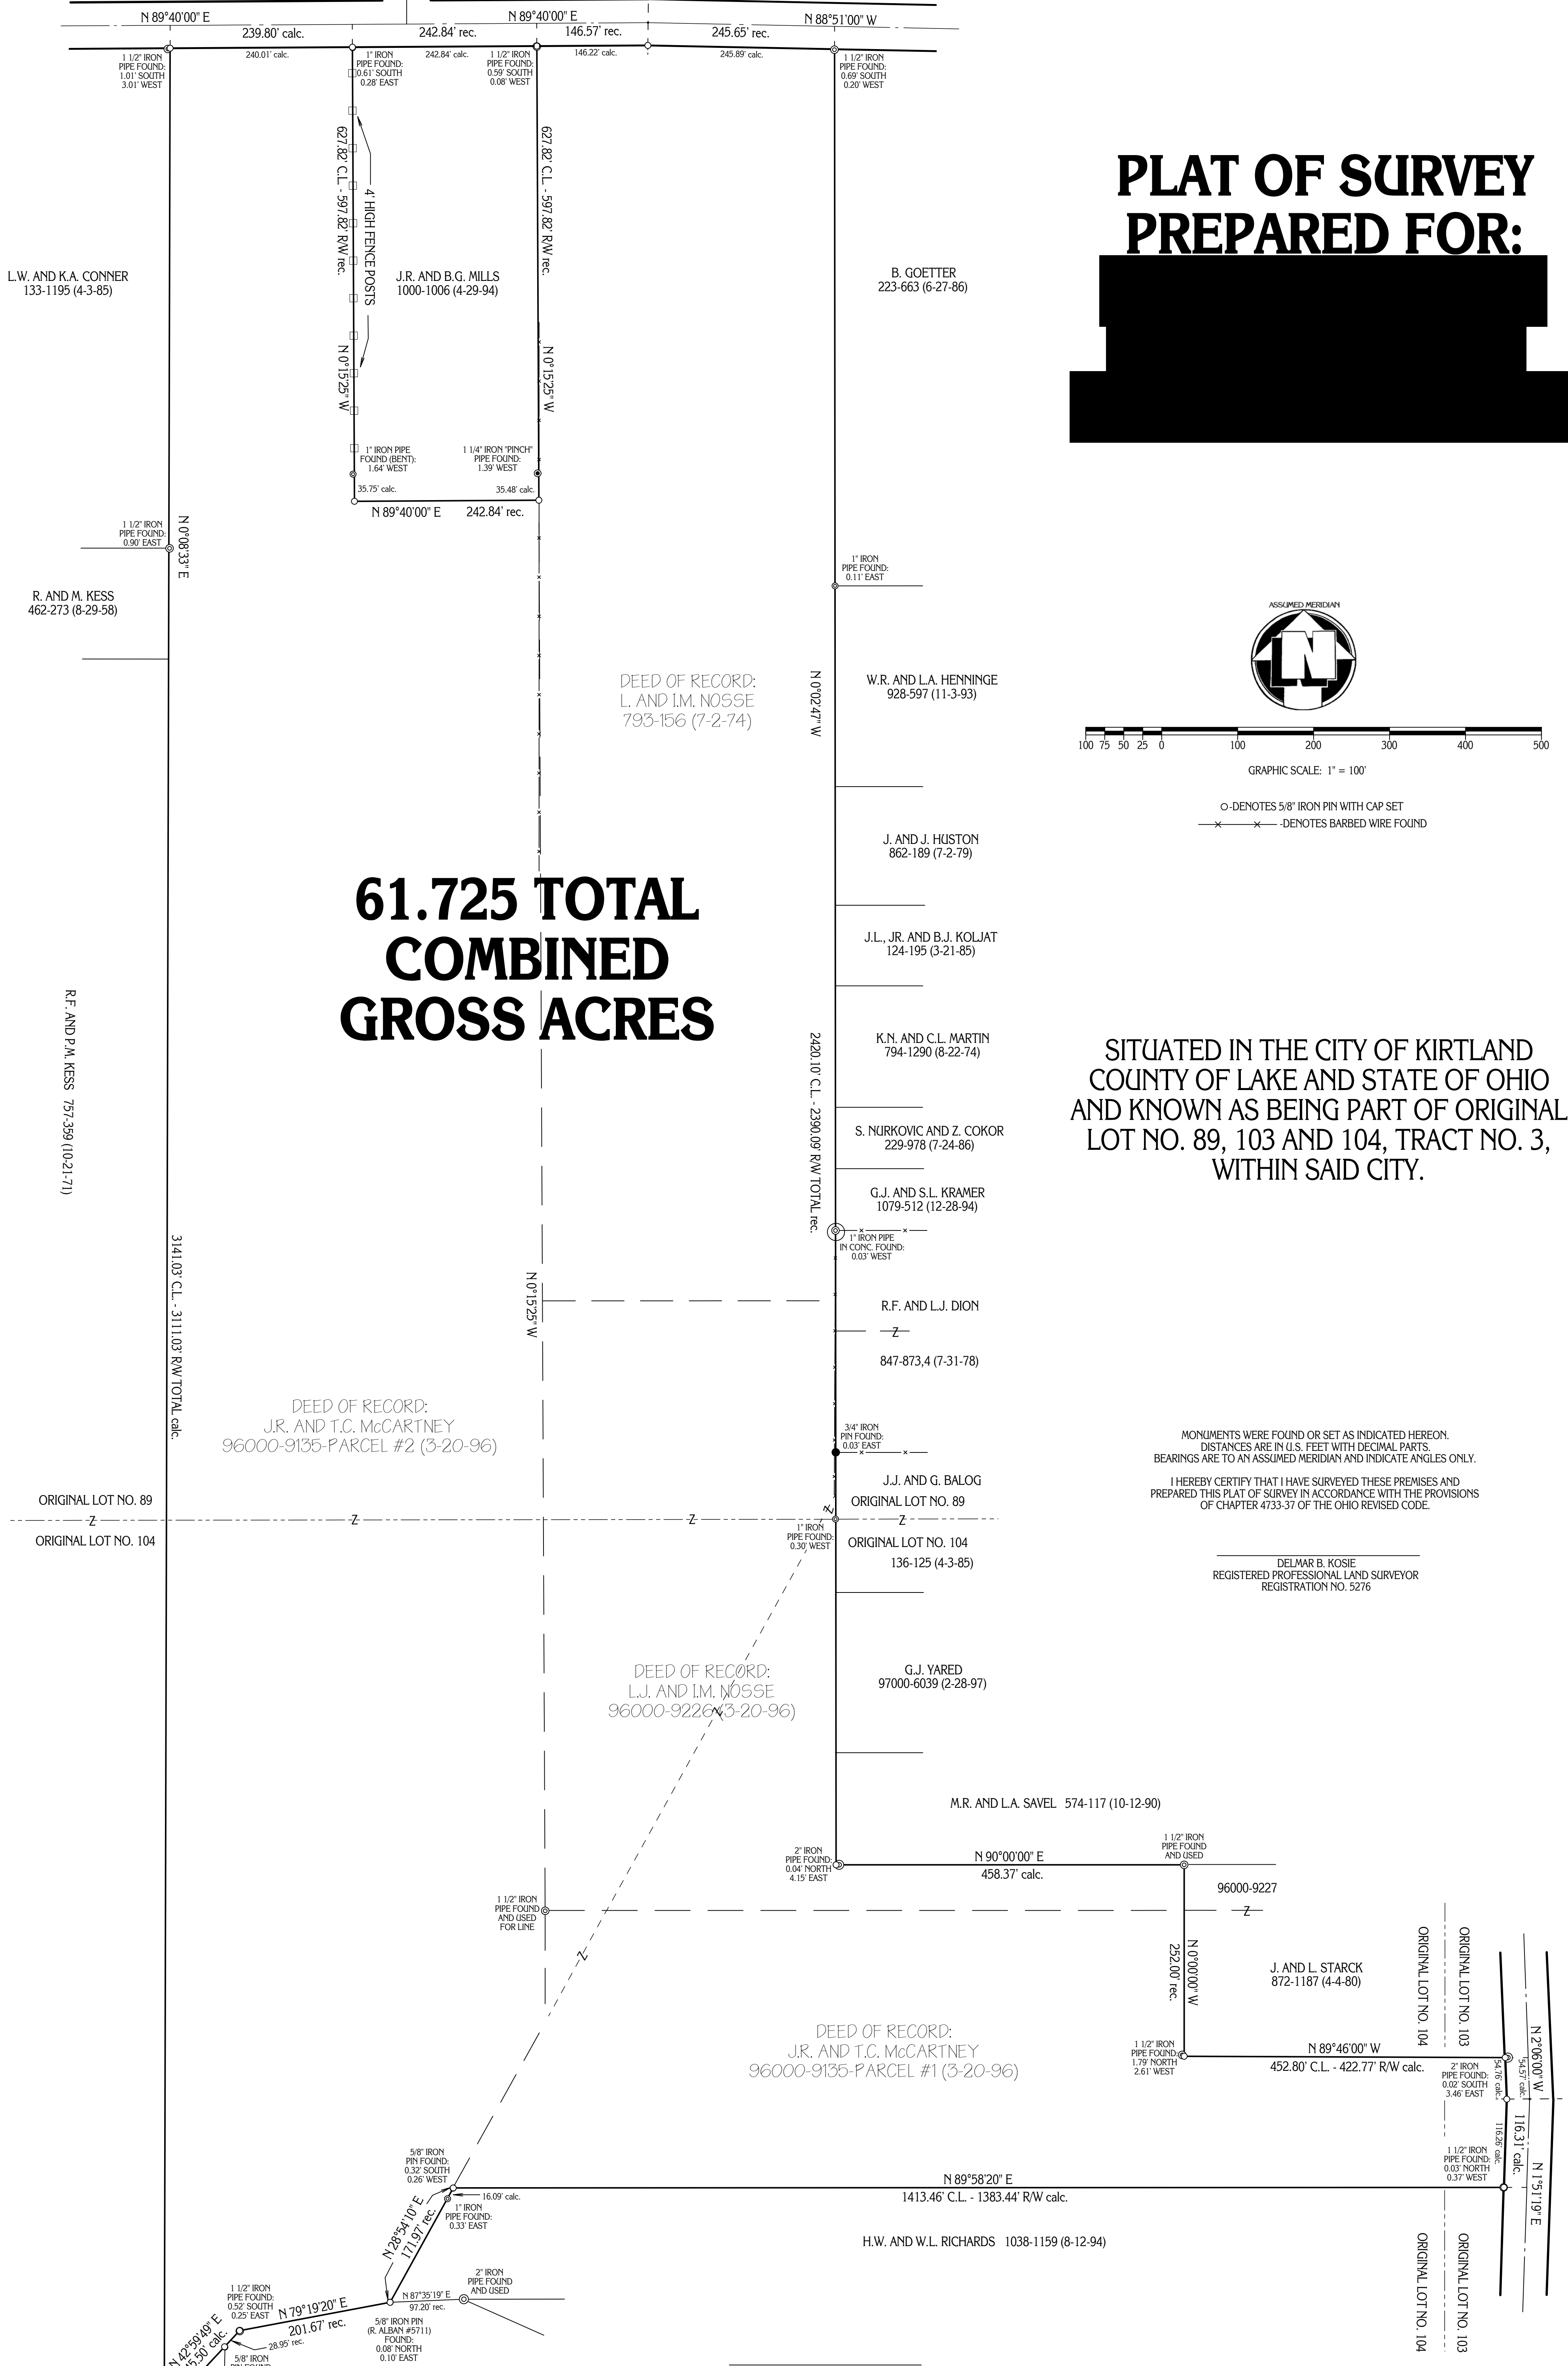 N 89°40'00" E
N 89°40'00" E
N 88°51'00" W
239.80' calc.
242.84' rec.
146.57' rec.
245.65' rec.
240.01' calc.
242.84' calc.
146.22' calc.
245.89' calc.
1 1/2" IRON
PIPE FOUND:
1.01' SOUTH
3.01' WEST
1" IRON
PIPE FOUND:
0.61' SOUTH
0.28' EAST
1 1/2" IRON
PIPE FOUND:
0.59' SOUTH
0.08' WEST
1 1/2" IRON
PIPE FOUND:
0.69' SOUTH
0.20' WEST
PLAT OF SURVEY
PREPARED FOR:
627.82' C.L. - 597.82' R/W rec.
N 0°15'25" W
4' HIGH FENCE POSTS
627.82' C.L. - 597.82' R/W rec.
N 0°15'25" W
L.W. AND K.A. CONNER
133-1195 (4-3-85)
J.R. AND B.G. MILLS
1000-1006 (4-29-94)
B. GOETTER
223-663 (6-27-86)
1" IRON PIPE
FOUND (BENT):
1.64' WEST
1 1/4" IRON "PINCH"
PIPE FOUND:
1.39' WEST
35.75' calc.
35.48' calc.
N 89°40'00" E
242.84' rec.
1 1/2" IRON
PIPE FOUND:
0.90' EAST
N 0°08'33" E
1" IRON
PIPE FOUND:
0.11' EAST
R. AND M. KESS
462-273 (8-29-58)
ASSUMED MERIDIAN
N
DEED OF RECORD:
L. AND I.M. NOSSE
793-156 (7-2-74)
N 0°02'47" W
W.R. AND L.A. HENNINGE
928-597 (11-3-93)
100 75 50 25 0 100 200 300 400 500
GRAPHIC SCALE: 1" = 100'
-DENOTES 5/8" IRON PIN WITH CAP SET
-DENOTES BARBED WIRE FOUND
J. AND J. HUSTON
862-189 (7-2-79)
61.725 TOTAL
COMBINED
GROSS ACRES
J.L., JR. AND B.J. KOLJAT
124-195 (3-21-85)
R.F. AND P.M. KESS 757-359 (10-21-71)
2420.10' C.L. - 2390.09' R/W TOTAL rec.
K.N. AND C.L. MARTIN
794-1290 (8-22-74)
SITUATED IN THE CITY OF KIRTLAND
COUNTY OF LAKE AND STATE OF OHIO
AND KNOWN AS BEING PART OF ORIGINAL
LOT NO. 89, 103 AND 104, TRACT NO. 3,
WITHIN SAID CITY.
S. NURKOVIC AND Z. COKOR
229-978 (7-24-86)
G.J. AND S.L. KRAMER
1079-512 (12-28-94)
1" IRON PIPE
IN CONC. FOUND:
0.03' WEST
3141.03' C.L. - 3111.03' R/W TOTAL calc.
N 0°15'25" W
R.F. AND L.J. DION
Z
847-873,4 (7-31-78)
DEED OF RECORD:
J.R. AND T.C. McCARTNEY
96000-9135-PARCEL #2 (3-20-96)
3/4" IRON
PIN FOUND:
0.03' EAST
MONUMENTS WERE FOUND OR SET AS INDICATED HEREON.
DISTANCES ARE IN U.S. FEET WITH DECIMAL PARTS.
BEARINGS ARE TO AN ASSUMED MERIDIAN AND INDICATE ANGLES ONLY.
I HEREBY CERTIFY THAT I HAVE SURVEYED THESE PREMISES AND
PREPARED THIS PLAT OF SURVEY IN ACCORDANCE WITH THE PROVISIONS
OF CHAPTER 4733-37 OF THE OHIO REVISED CODE.
J.J. AND G. BALOG
ORIGINAL LOT NO. 89
ORIGINAL LOT NO. 89
Z
Z Z Z Z
ORIGINAL LOT NO. 104
1" IRON
PIPE FOUND:
0.30' WEST
ORIGINAL LOT NO. 104
136-125 (4-3-85)
DELMAR B. KOSIE
REGISTERED PROFESSIONAL LAND SURVEYOR
REGISTRATION NO. 5276
DEED OF RECORD:
L.J. AND I.M. NOSSE
96000-9226 (3-20-96)
Z
G.J. YARED
97000-6039 (2-28-97)
M.R. AND L.A. SAVEL 574-117 (10-12-90)
2" IRON
PIPE FOUND:
0.04' NORTH
4.15' EAST
N 90°00'00" E
458.37' calc.
1 1/2" IRON
PIPE FOUND
AND USED
96000-9227
Z
1 1/2" IRON
PIPE FOUND
AND USED
FOR LINE
Z
252.00' rec.
N 0°00'00" W
J. AND L. STARCK
872-1187 (4-4-80)
ORIGINAL LOT NO. 104
ORIGINAL LOT NO. 103
DEED OF RECORD:
J.R. AND T.C. McCARTNEY
96000-9135-PARCEL #1 (3-20-96)
1 1/2" IRON
PIPE FOUND:
1.79' NORTH
2.61' WEST
N 89°46'00" W
452.80' C.L. - 422.77' R/W calc.
2" IRON
PIPE FOUND:
0.02' SOUTH
3.46' EAST
54.76' calc.
54.57' calc.
N 2°06'00" W
116.26' calc.
116.31' calc.
N 1°51'19" E
1 1/2" IRON
PIPE FOUND:
0.03' NORTH
0.37' WEST
5/8" IRON
PIN FOUND:
0.32' SOUTH
0.26' WEST
N 89°58'20" E
1413.46' C.L. - 1383.44' R/W calc.
16.09' calc.
1" IRON
PIPE FOUND:
0.33' EAST
N 28°54'10" E
171.97' rec.
H.W. AND W.L. RICHARDS 1038-1159 (8-12-94)
ORIGINAL LOT NO. 104
ORIGINAL LOT NO. 103
2" IRON
PIPE FOUND
AND USED
N 87°35'19" E
97.20' rec.
1 1/2" IRON
PIPE FOUND:
0.52' SOUTH
0.25' EAST
N 79°19'20" E
201.67' rec.
5/8" IRON PIN
(R. ALBAN #5711)
FOUND:
0.08' NORTH
0.10' EAST
N 42°59'49" E
28.95' rec.
5/8" IRON